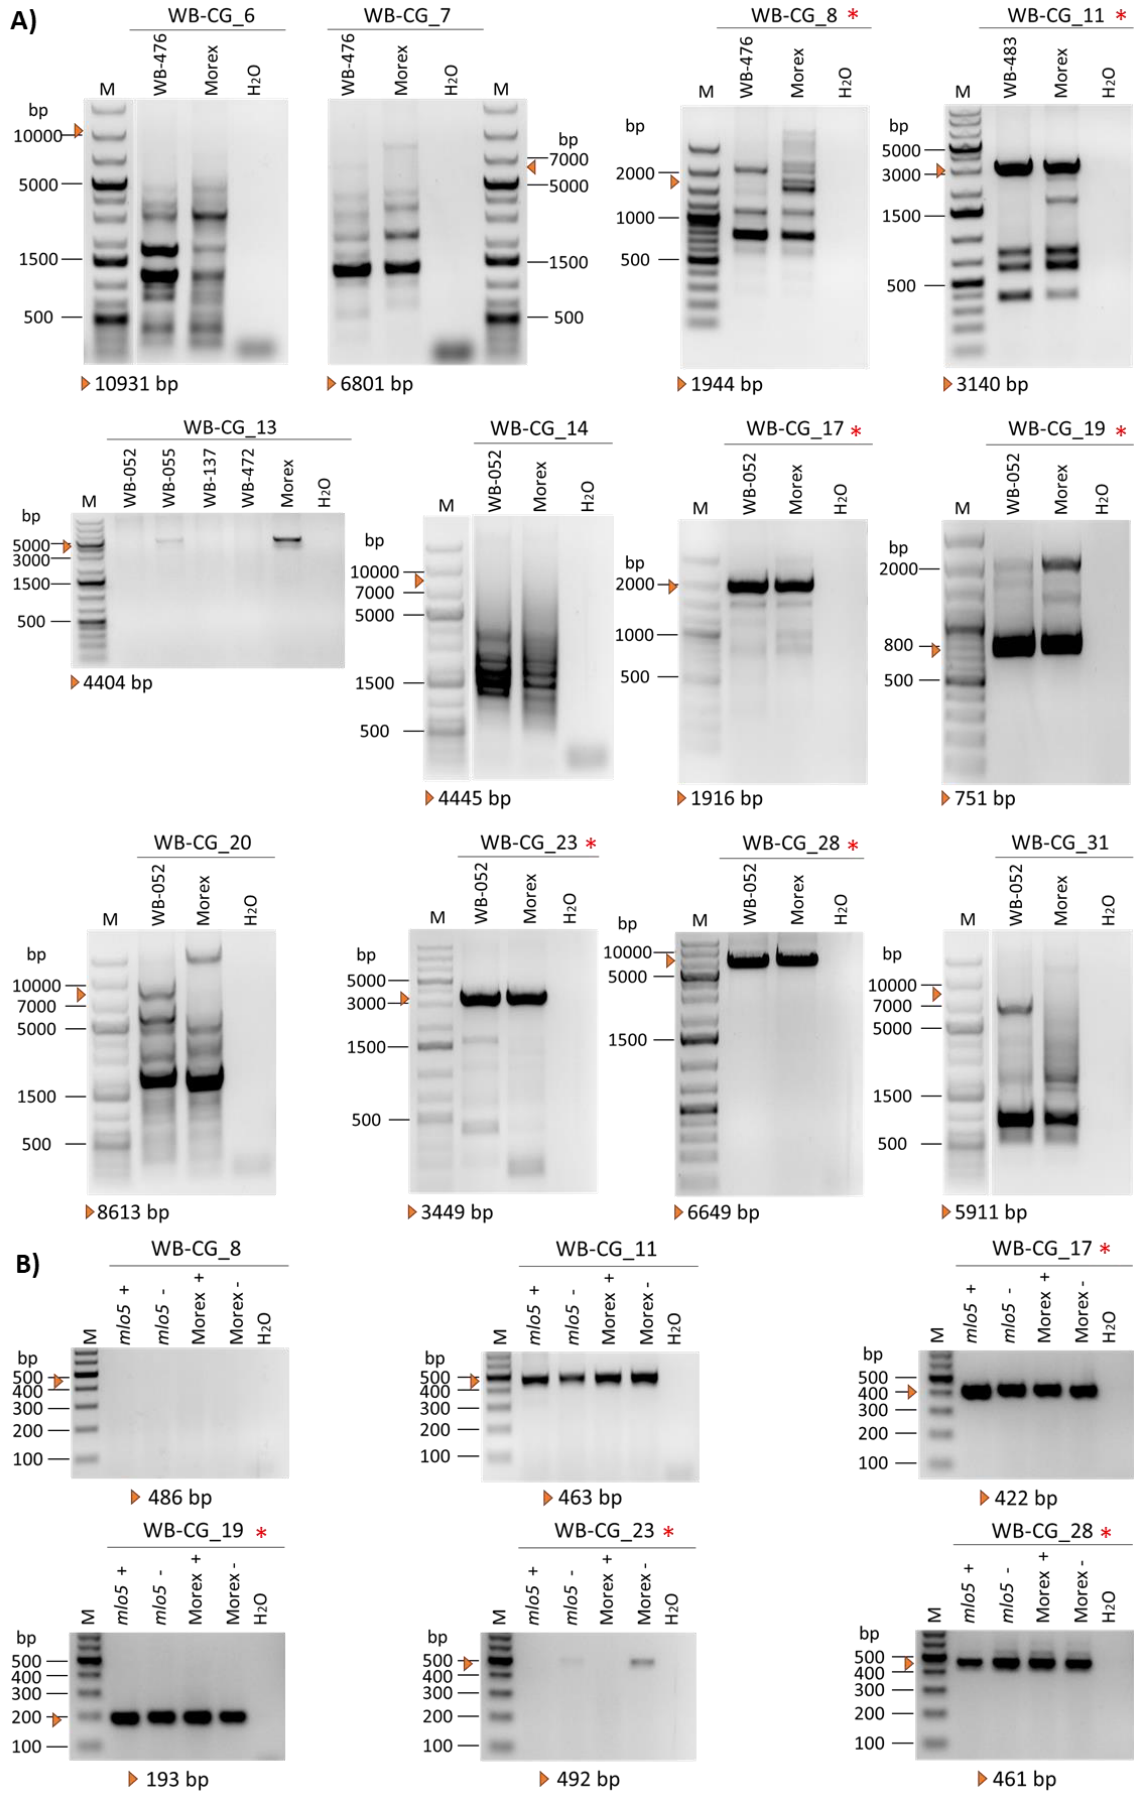 A)
WB-CG_6
WB-476
Morex
H2O
M
bp
10000
5000
1500
500
10931 bp
WB-CG_7
WB-476
Morex
H2O
M
bp
7000
5000
1500
500
6801 bp
WB-CG_8 *
M
WB-476
Morex
H2O
bp
2000
1000
500
1944 bp
WB-CG_11 *
M
WB-483
Morex
H2O
bp
5000
3000
1500
500
3140 bp
WB-CG_13
M
WB-052
WB-055
WB-137
WB-472
Morex
H2O
bp
5000
3000
1500
500
4404 bp
WB-CG_14
M
WB-052
Morex
H2O
bp
10000
7000
5000
1500
500
4445 bp
WB-CG_17 *
M
WB-052
Morex
H2O
bp
2000
1000
500
1916 bp
WB-CG_19 *
M
WB-052
Morex
H2O
bp
2000
800
500
751 bp
WB-CG_20
M
WB-052
Morex
H2O
bp
10000
7000
5000
1500
500
8613 bp
WB-CG_23 *
M
WB-052
Morex
H2O
bp
5000
3000
1500
500
3449 bp
WB-CG_28 *
M
WB-052
Morex
H2O
bp
10000
5000
1500
6649 bp
WB-CG_31
M
WB-052
Morex
H2O
bp
10000
7000
5000
1500
500
5911 bp
B)
WB-CG_8
M
mlo5 +
mlo5 -
Morex +
Morex -
H2O
bp
500
400
300
200
100
486 bp
WB-CG_11
M
mlo5 +
mlo5 -
Morex +
Morex -
H2O
bp
500
400
300
200
100
463 bp
WB-CG_17 *
M
mlo5 +
mlo5 -
Morex +
Morex -
H2O
bp
500
400
300
200
100
422 bp
WB-CG_19 *
M
mlo5 +
mlo5 -
Morex +
Morex -
H2O
bp
500
400
300
200
100
193 bp
WB-CG_23 *
M
mlo5 +
mlo5 -
Morex +
Morex -
H2O
bp
500
400
300
200
100
492 bp
WB-CG_28 *
M
mlo5 +
mlo5 -
Morex +
Morex -
H2O
bp
500
400
300
200
100
461 bp